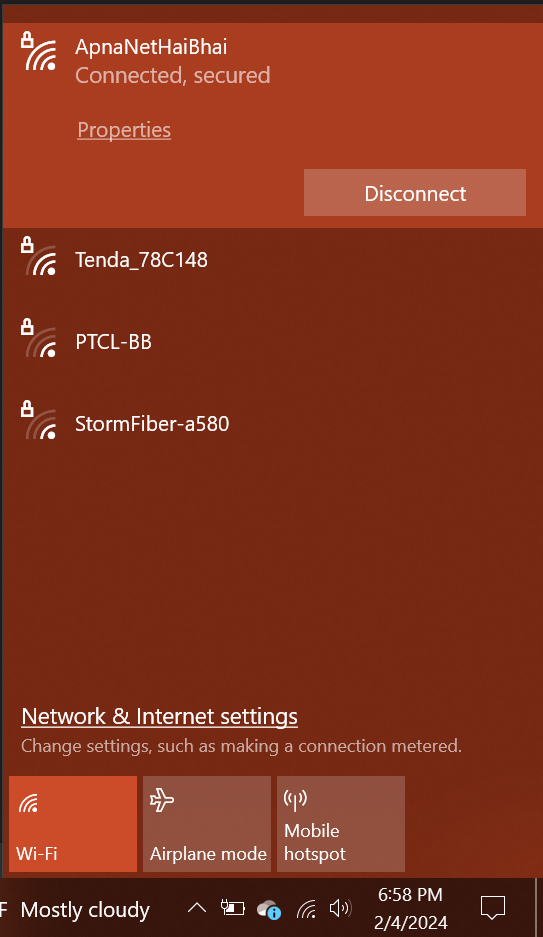 ApnaNetHaiBhai
Connected, secured
Properties
Disconnect
Tenda_78C148
PTCL-BB
StormFiber-a580
Network & Internet settings
Change settings, such as making a connection metered.
Wi-Fi
Airplane mode
Mobile
hotspot
F Mostly cloudy
6:58 PM
2/4/2024